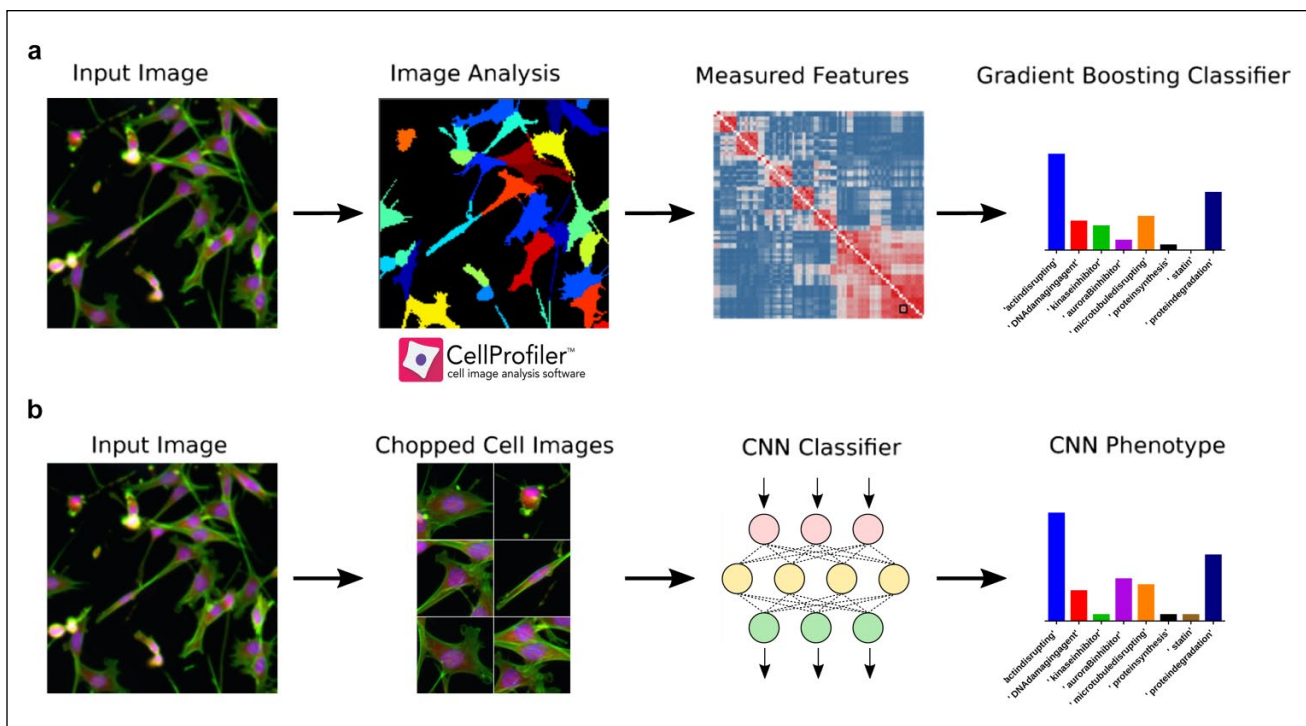 a
Input Image
Image Analysis
Measured Features
Gradient Boosting Classifier
CellProfiler™
cell image analysis software
'actindisrupting'
' DNAdamagingagent'
' kinaseinhibitor'
' auroraBinhibitor'
' microtubuledisrupting'
' proteinsynthesis'
' statin'
' proteindegradation'
b
Input Image
Chopped Cell Images
CNN Classifier
CNN Phenotype
'actindisrupting'
' DNAdamagingagent'
' kinaseinhibitor'
' auroraBinhibitor'
' microtubuledisrupting'
' proteinsynthesis'
' statin'
' proteindegradation'